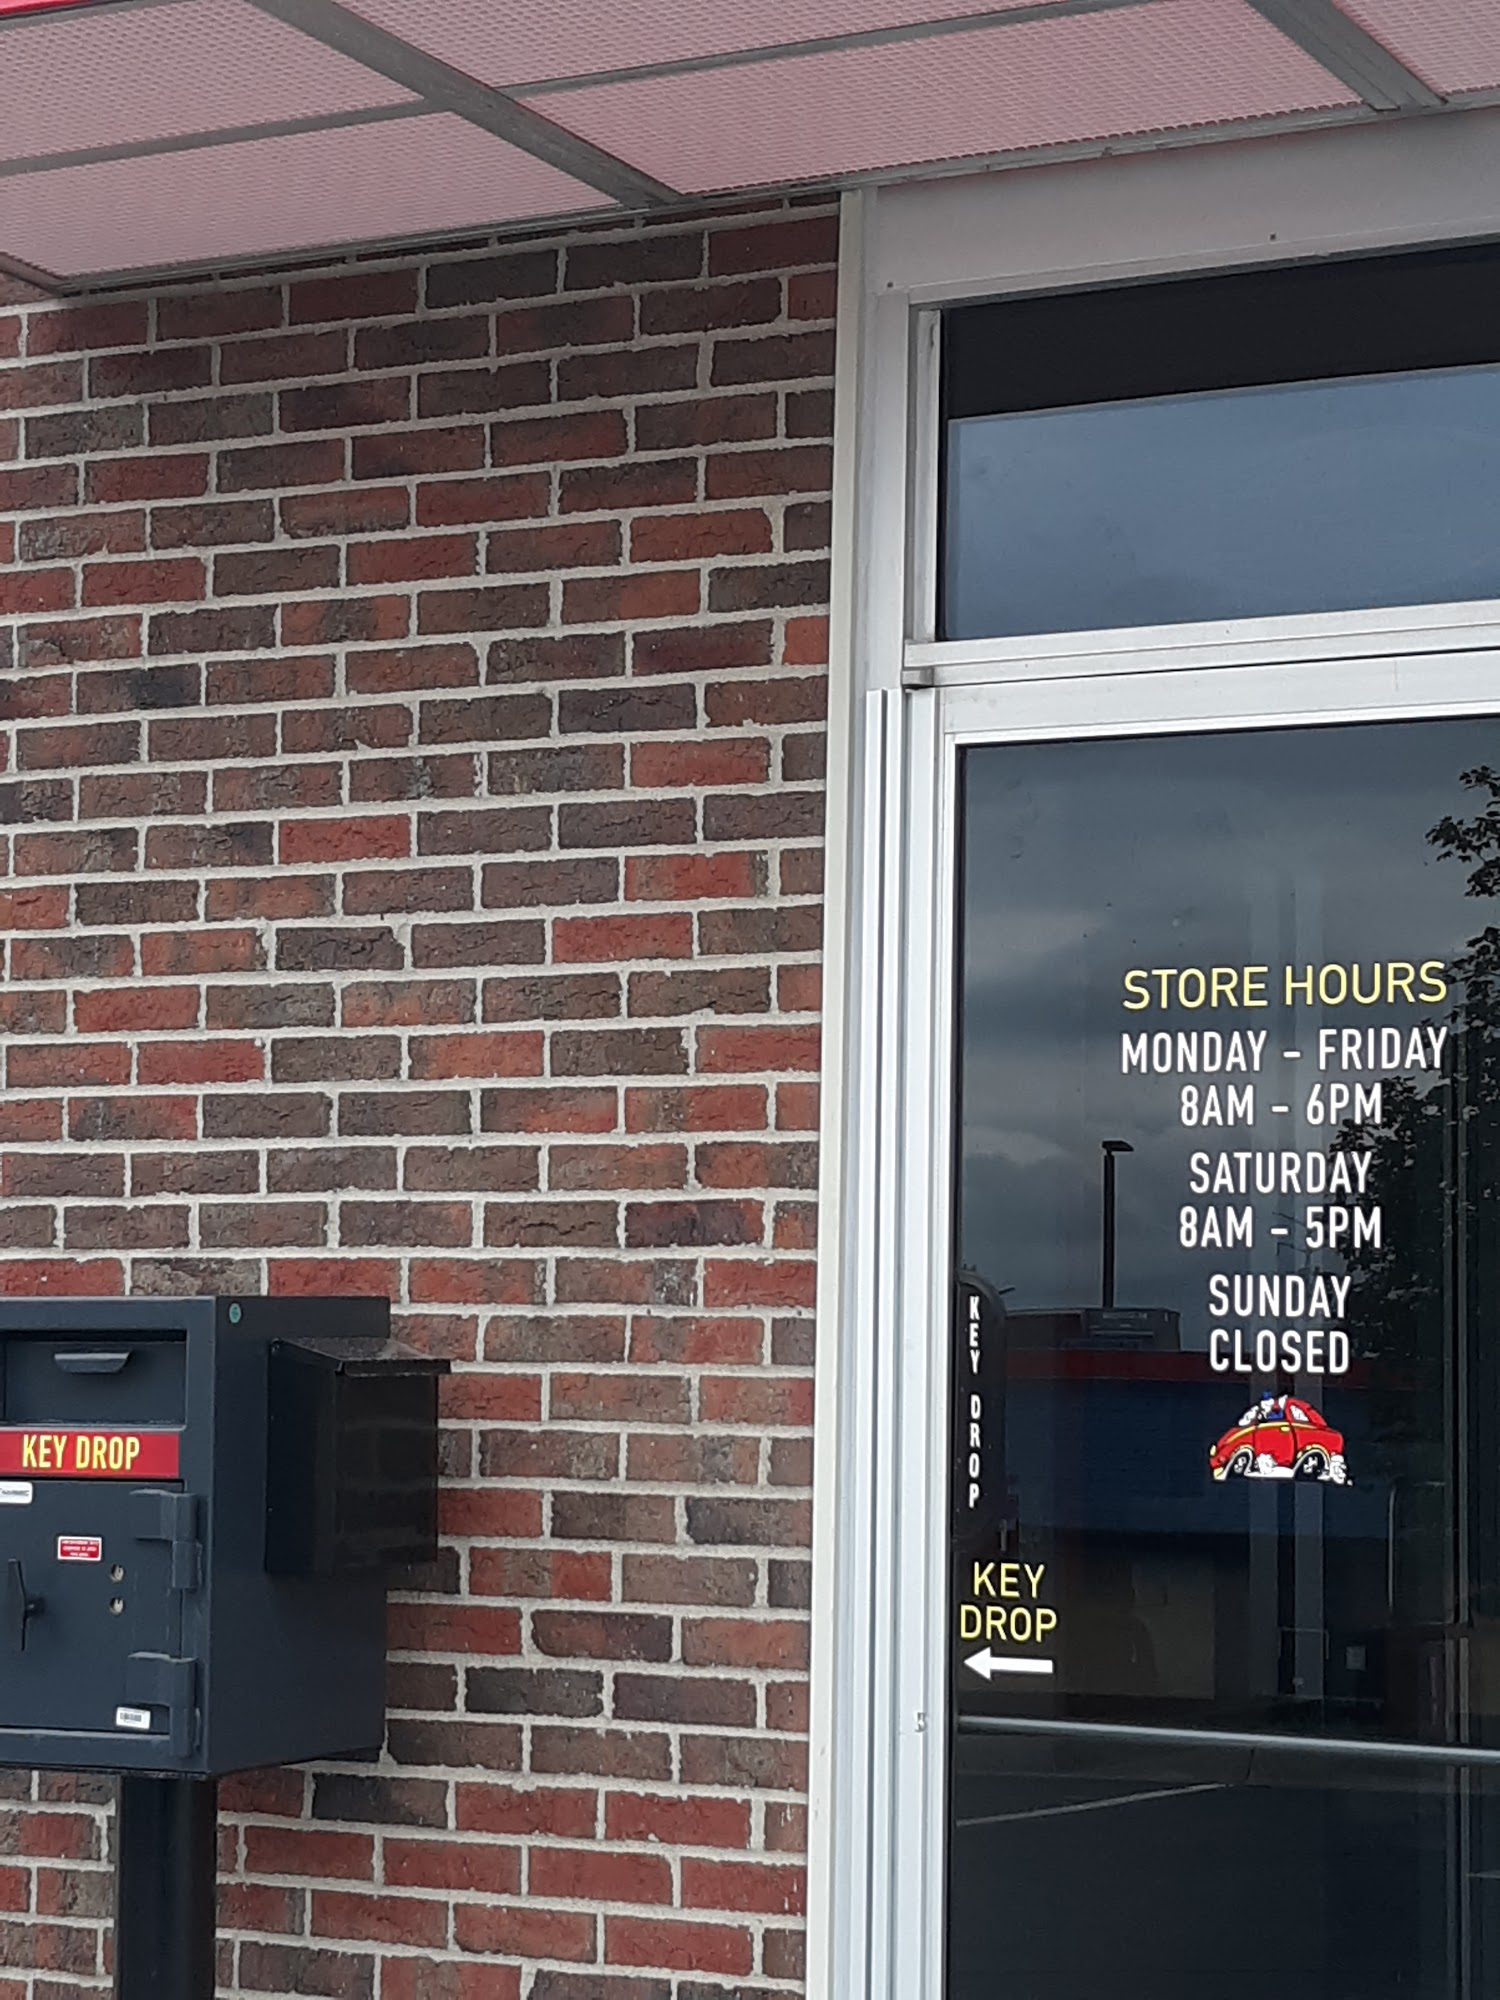 STORE HOURS
MONDAY - FRIDAY
8AM - 6PM
SATURDAY
8AM - 5PM
SUNDAY
CLOSED
KEY DROP
KEY
DROP
KEY DROP